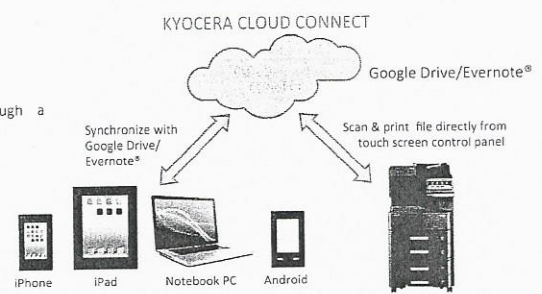 KYOCERA CLOUD CONNECT
Google Drive/Evernote®
ugh a
Synchronize with
Google Drive/
Evernote®
Scan & print file directly from
touch screen control panel
iPhone
iPad
Notebook PC
Android